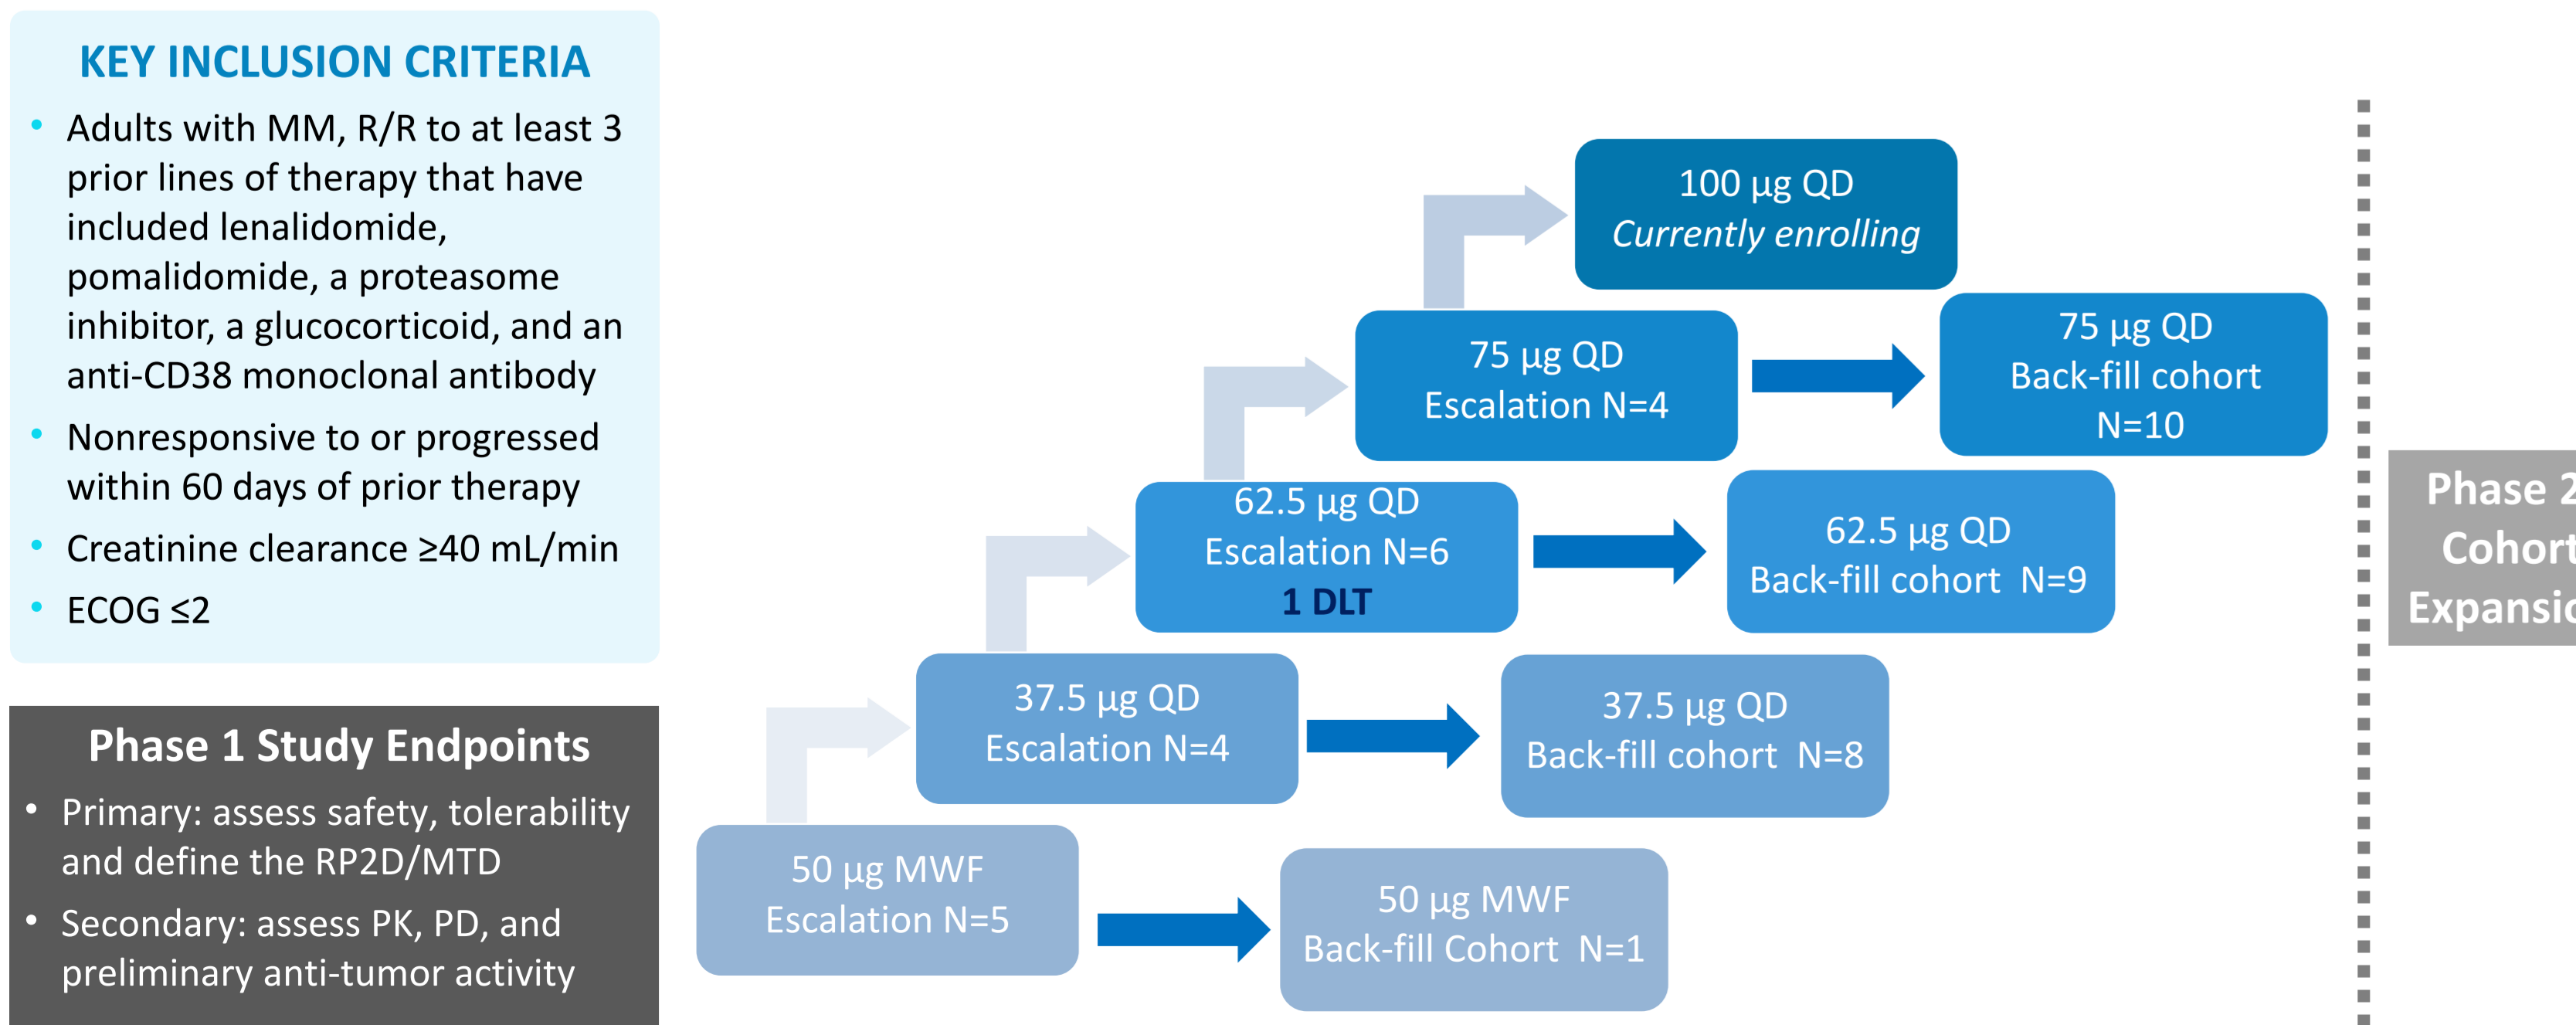 KEY INCLUSION CRITERIA
• Adults with MM, R/R to at least 3
prior lines of therapy that have
included lenalidomide,
pomalidomide, a proteasome
inhibitor, a glucocorticoid, and an
anti-CD38 monoclonal antibody
• Nonresponsive to or progressed
within 60 days of prior therapy
• Creatinine clearance ≥40 mL/min
• ECOG ≤2
Phase 1 Study Endpoints
• Primary: assess safety, tolerability
and define the RP2D/MTD
• Secondary: assess PK, PD, and
preliminary anti-tumor activity
100 µg QD
Currently enrolling
75 µg QD
Escalation N=4
75 µg QD
Back-fill cohort
N=10
62.5 µg QD
Escalation N=6
1 DLT
62.5 µg QD
Back-fill cohort N=9
37.5 µg QD
Escalation N=4
37.5 µg QD
Back-fill cohort N=8
50 µg MWF
Escalation N=5
50 µg MWF
Back-fill Cohort N=1
Phase 2
Cohort
Expansio